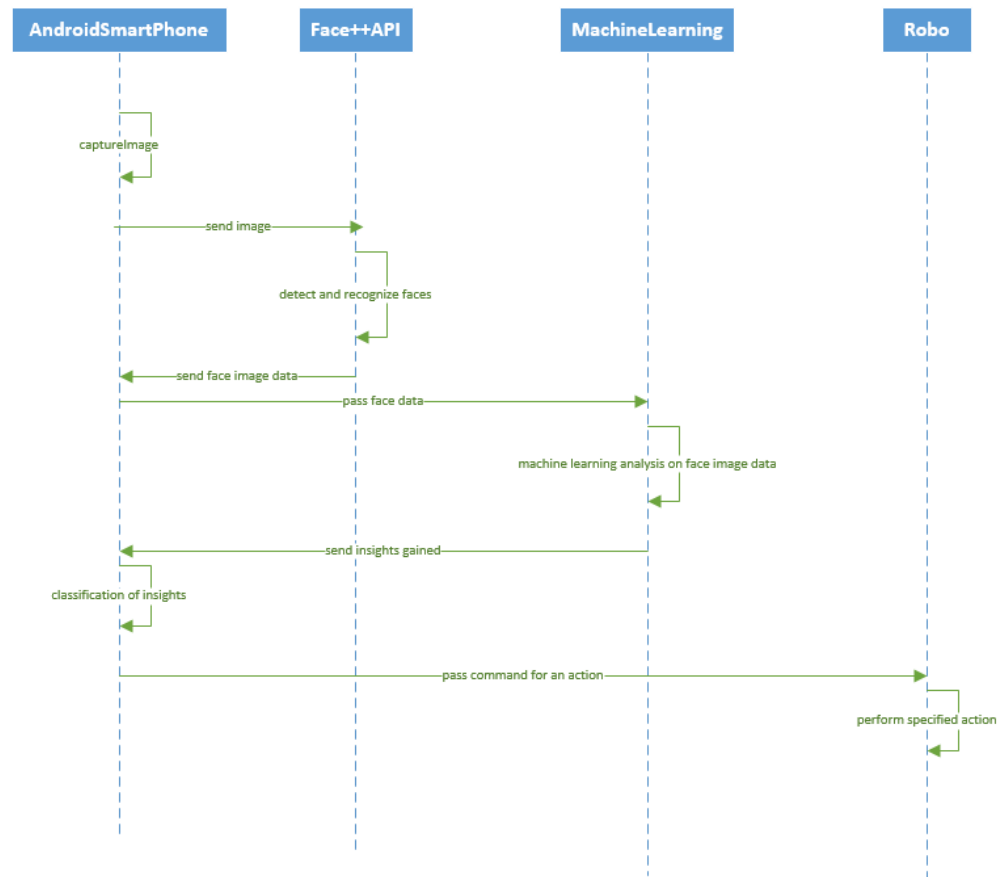 AndroidSmartPhone
Face++API
MachineLearning
Robo
captureImage
send image
detect and recognize faces
send face image data
pass face data
machine learning analysis on face image data
send insights gained
classification of insights
pass command for an action
perform specified action